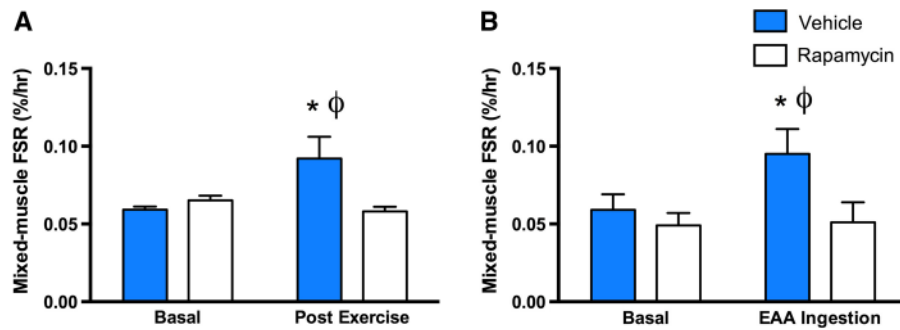 A
Mixed-muscle FSR (%/hr)
0.15
0.10
0.05
0.00
* ϕ
Basal
Post Exercise
B
Vehicle
Rapamycin
Mixed-muscle FSR (%/hr)
0.15
0.10
0.05
0.00
* ϕ
Basal
EAA Ingestion